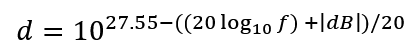 d = 10^{27.55−((20 log_{10} f) +|dB|)/20}